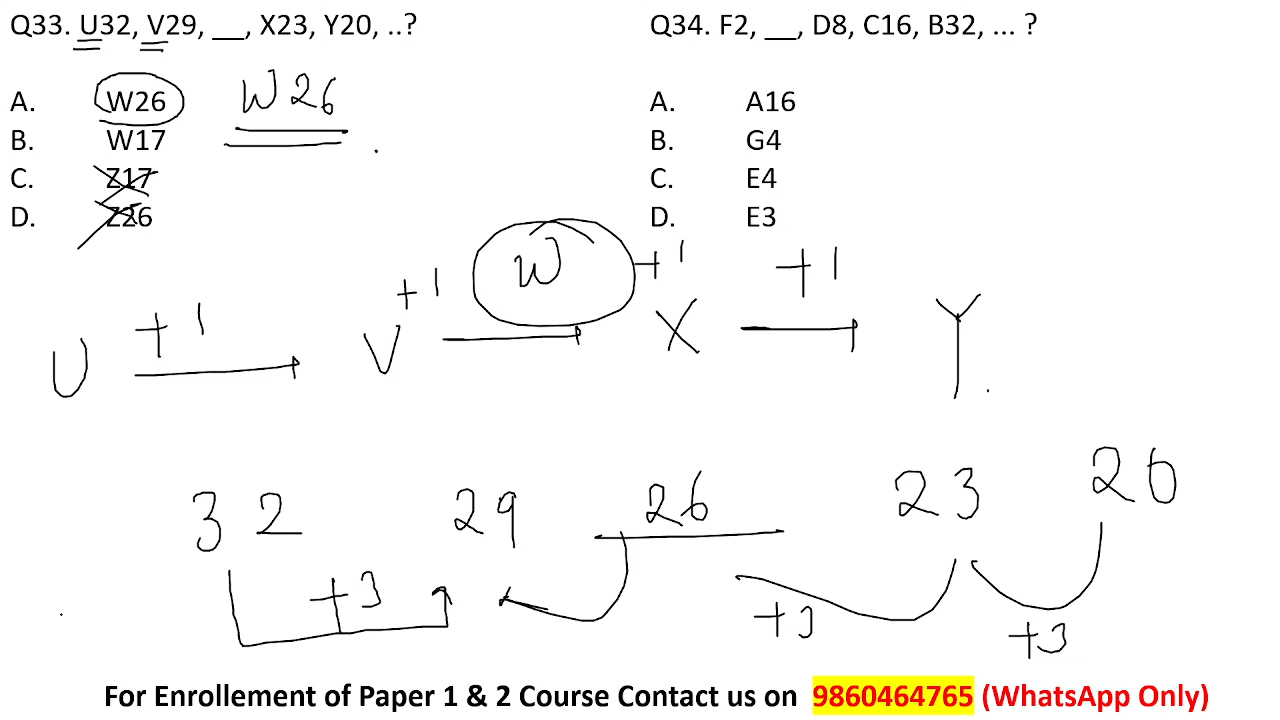 Q33. U32, V29, __, X23, Y20, ..?
A. W26
B. W17
C. Z17
D. Z26
W26
Q34. F2, __, D8, C16, B32, ... ?
A. A16
B. G4
C. E4
D. E3
U +1 V +1 W +1 X +1 Y
32 29 26 23 20
+3 +3 +3
For Enrollement of Paper 1 & 2 Course Contact us on 9860464765 (WhatsApp Only)